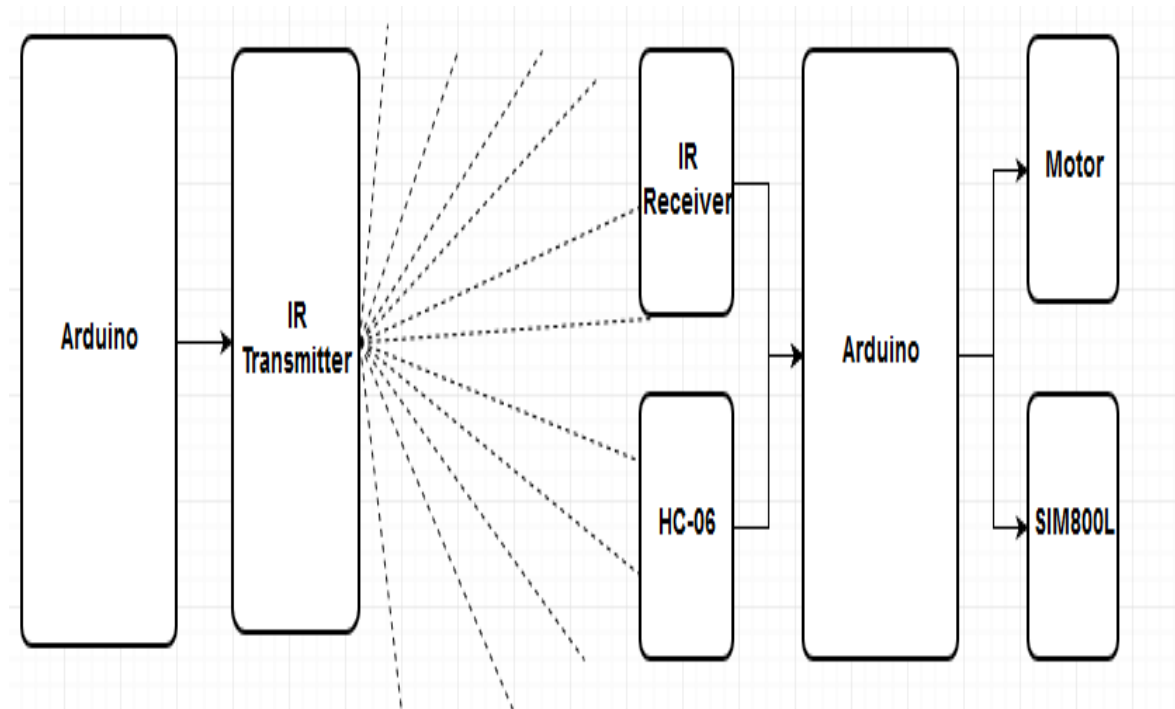 Arduino
IR
Transmitter
IR
Receiver
HC-06
Arduino
Motor
SIM800L